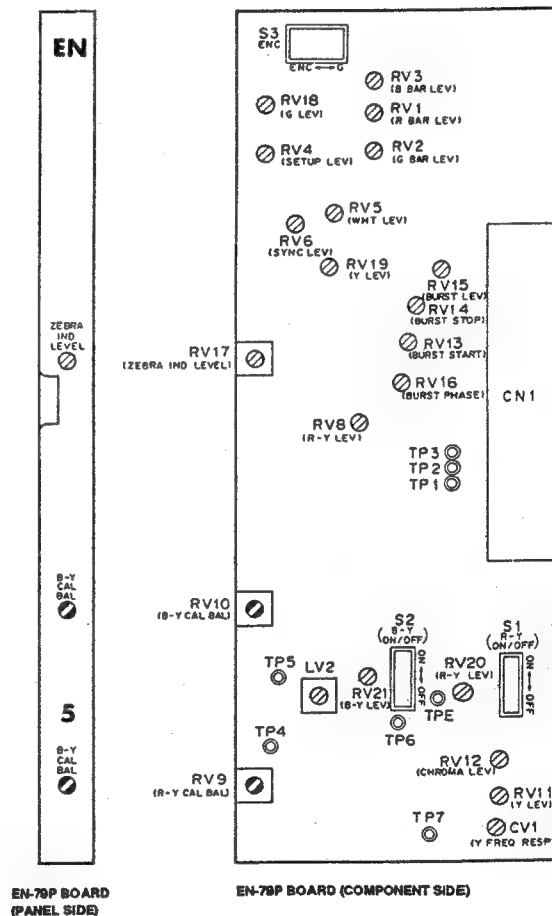 EN
ZEBRA
IND
LEVEL
B-Y
CAL
BAL
5
B-Y
CAL
BAL
EN-79P BOARD
(PANEL SIDE)
S3
ENC
ENC ↔ G
RV3
(B BAR LEV)
RV18
(G LEV)
RV1
(R BAR LEV)
RV4
(SETUP LEV)
RV2
(G BAR LEV)
RV5
(WHT LEV)
RV6
(SYNC LEV)
RV19
(Y LEV)
RV15
(BURST LEV)
RV14
(BURST STOP)
RV17
(ZEBRA IND LEVEL)
RV13
(BURST START)
RV16
(BURST PHASE)
CN1
RV8
(R-Y LEV)
TP3
TP2
TP1
RV10
(B-Y CAL BAL)
S2
(B-Y
ON/OFF)
ON ↔ OFF
S1
(R-Y
ON/OFF)
ON ↔ OFF
TP5
LV2
RV21
(B-Y LEV)
RV20
(R-Y LEV)
TPE
TP6
TP4
RV12
(CHROMA LEV)
RV9
(R-Y CAL BAL)
RV11
(Y LEV)
TP7
CV1
(Y FREQ RESP
EN-79P BOARD (COMPONENT SIDE)